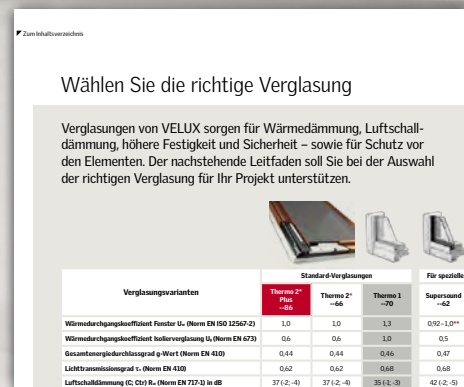 Zum Inhaltsverzeichnis
Wählen Sie die richtige Verglasung
Verglasungen von VELUX sorgen für Wärmedämmung, Luftschall-
dämmung, höhere Festigkeit und Sicherheit – sowie für Schutz vor
den Elementen. Der nachstehende Leitfaden soll Sie bei der Auswahl
der richtigen Verglasung für Ihr Projekt unterstützen.
Standard-Verglasungen Für spezielle
Verglasungsvarianten Thermo 2* Plus --86 Thermo 2* --66 Thermo 1 --70 Supersound --62
Wärmedurchgangskoeffizient Fenster Uw (Norm EN ISO 12567-2) 1,0 1,0 1,3 0,92–1,0**
Wärmedurchgangskoeffizient Isolierverglasung Ug (Norm EN 673) 0,6 0,6 1,0 0,5
Gesamtenergiedurchlassgrad g-Wert (Norm EN 410) 0,44 0,44 0,46 0,47
Lichttransmissionsgrad τv (Norm EN 410) 0,62 0,62 0,68 0,68
Luftschalldämmung (C; Ctr) Rw (Norm EN 717-1) in dB 37 (-2; -4) 37 (-2; -4) 35 (-1; -3) 42 (-2; -5)